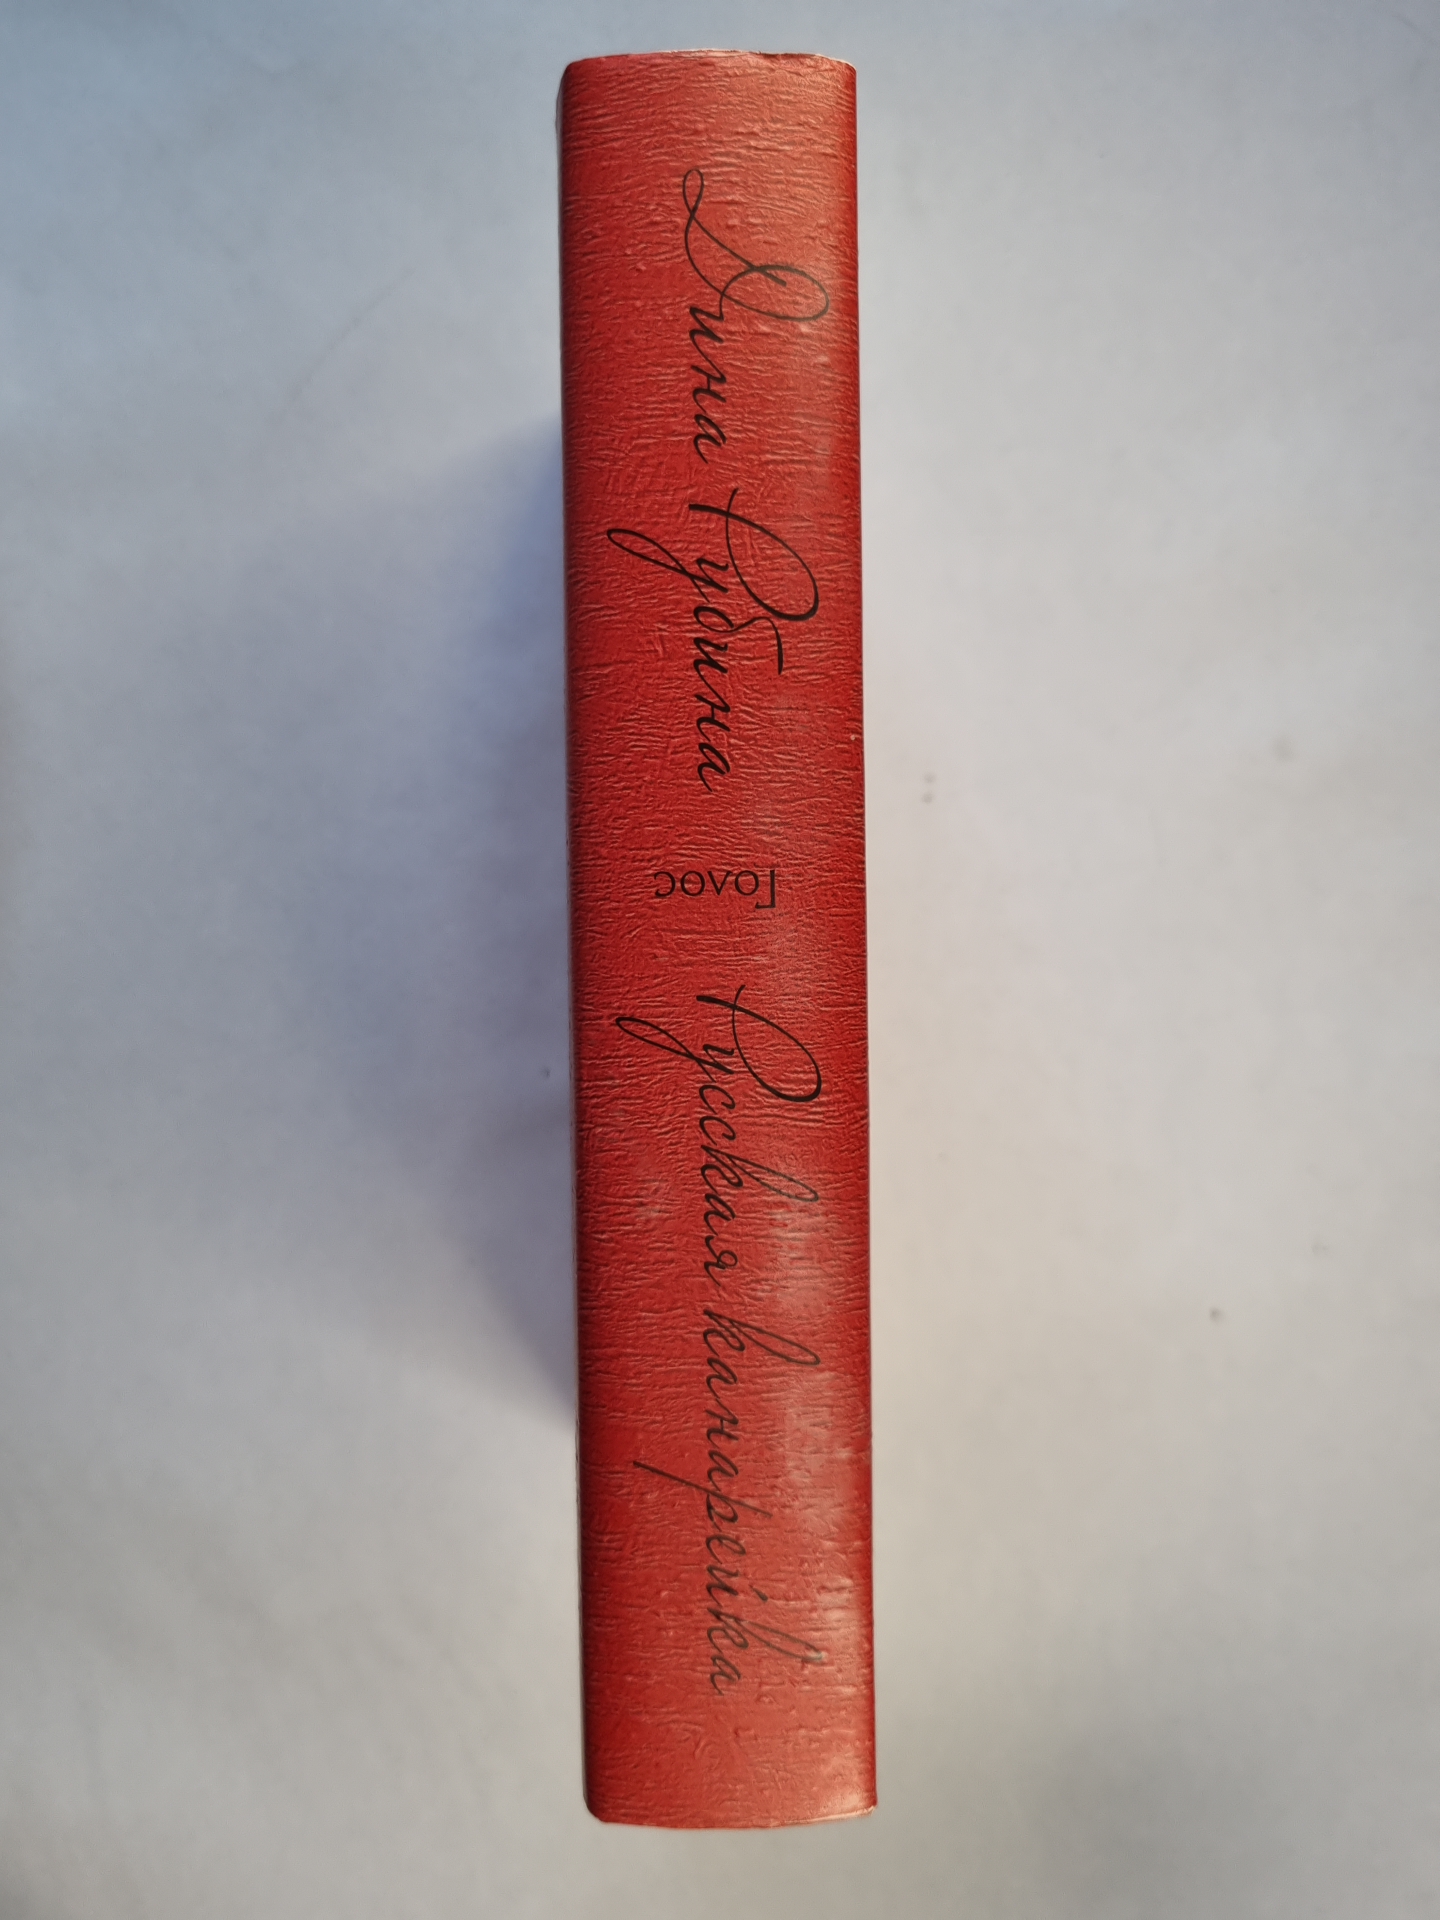 Дина Рубина
Голос
Русская канарейка